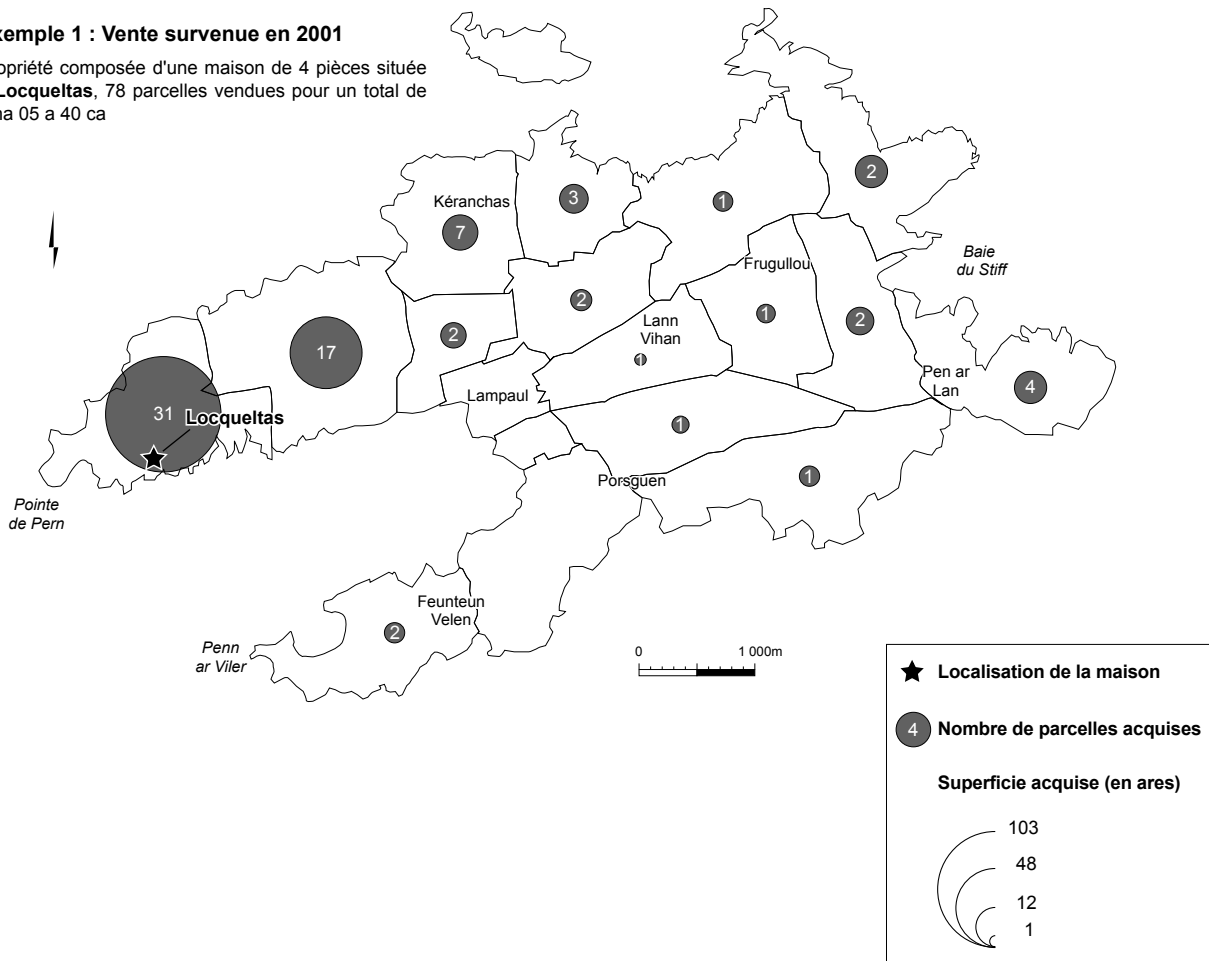 xemple 1 : Vente survenue en 2001
opriété composée d'une maison de 4 pièces située
Locqueltas, 78 parcelles vendues pour un total de
ha 05 a 40 ca
2
3
1
Kéranchas
7
Baie
du Stiff
Frugullou
2
1
2
Lann
Vihan
2
17
1
Pen ar
Lan
4
Lampaul
31
Locqueltas
1
1
Porsguen
Pointe
de Pern
Feunteun
Velen
2
Penn
ar Viler
0 1 000m
Localisation de la maison
4 Nombre de parcelles acquises
Superficie acquise (en ares)
103
48
12
1